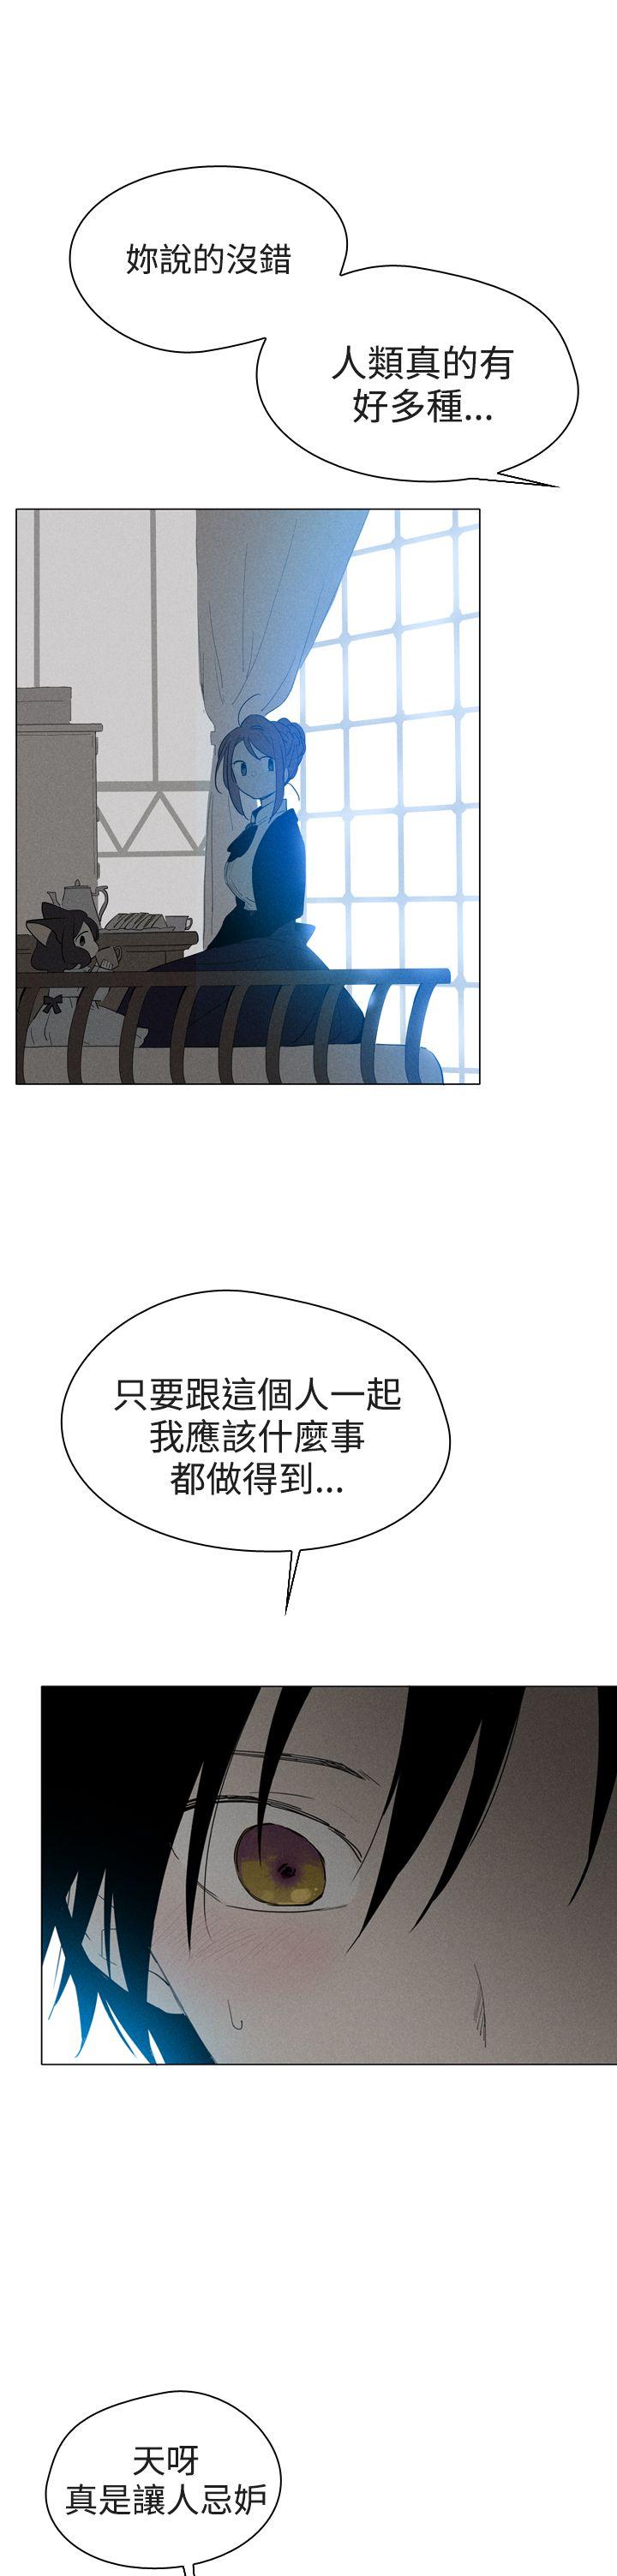 妳說的沒錯
人類真的有
好多種...
只要跟這個人一起
我應該什麼事
都做得到...
天呀
真是讓人忌妒